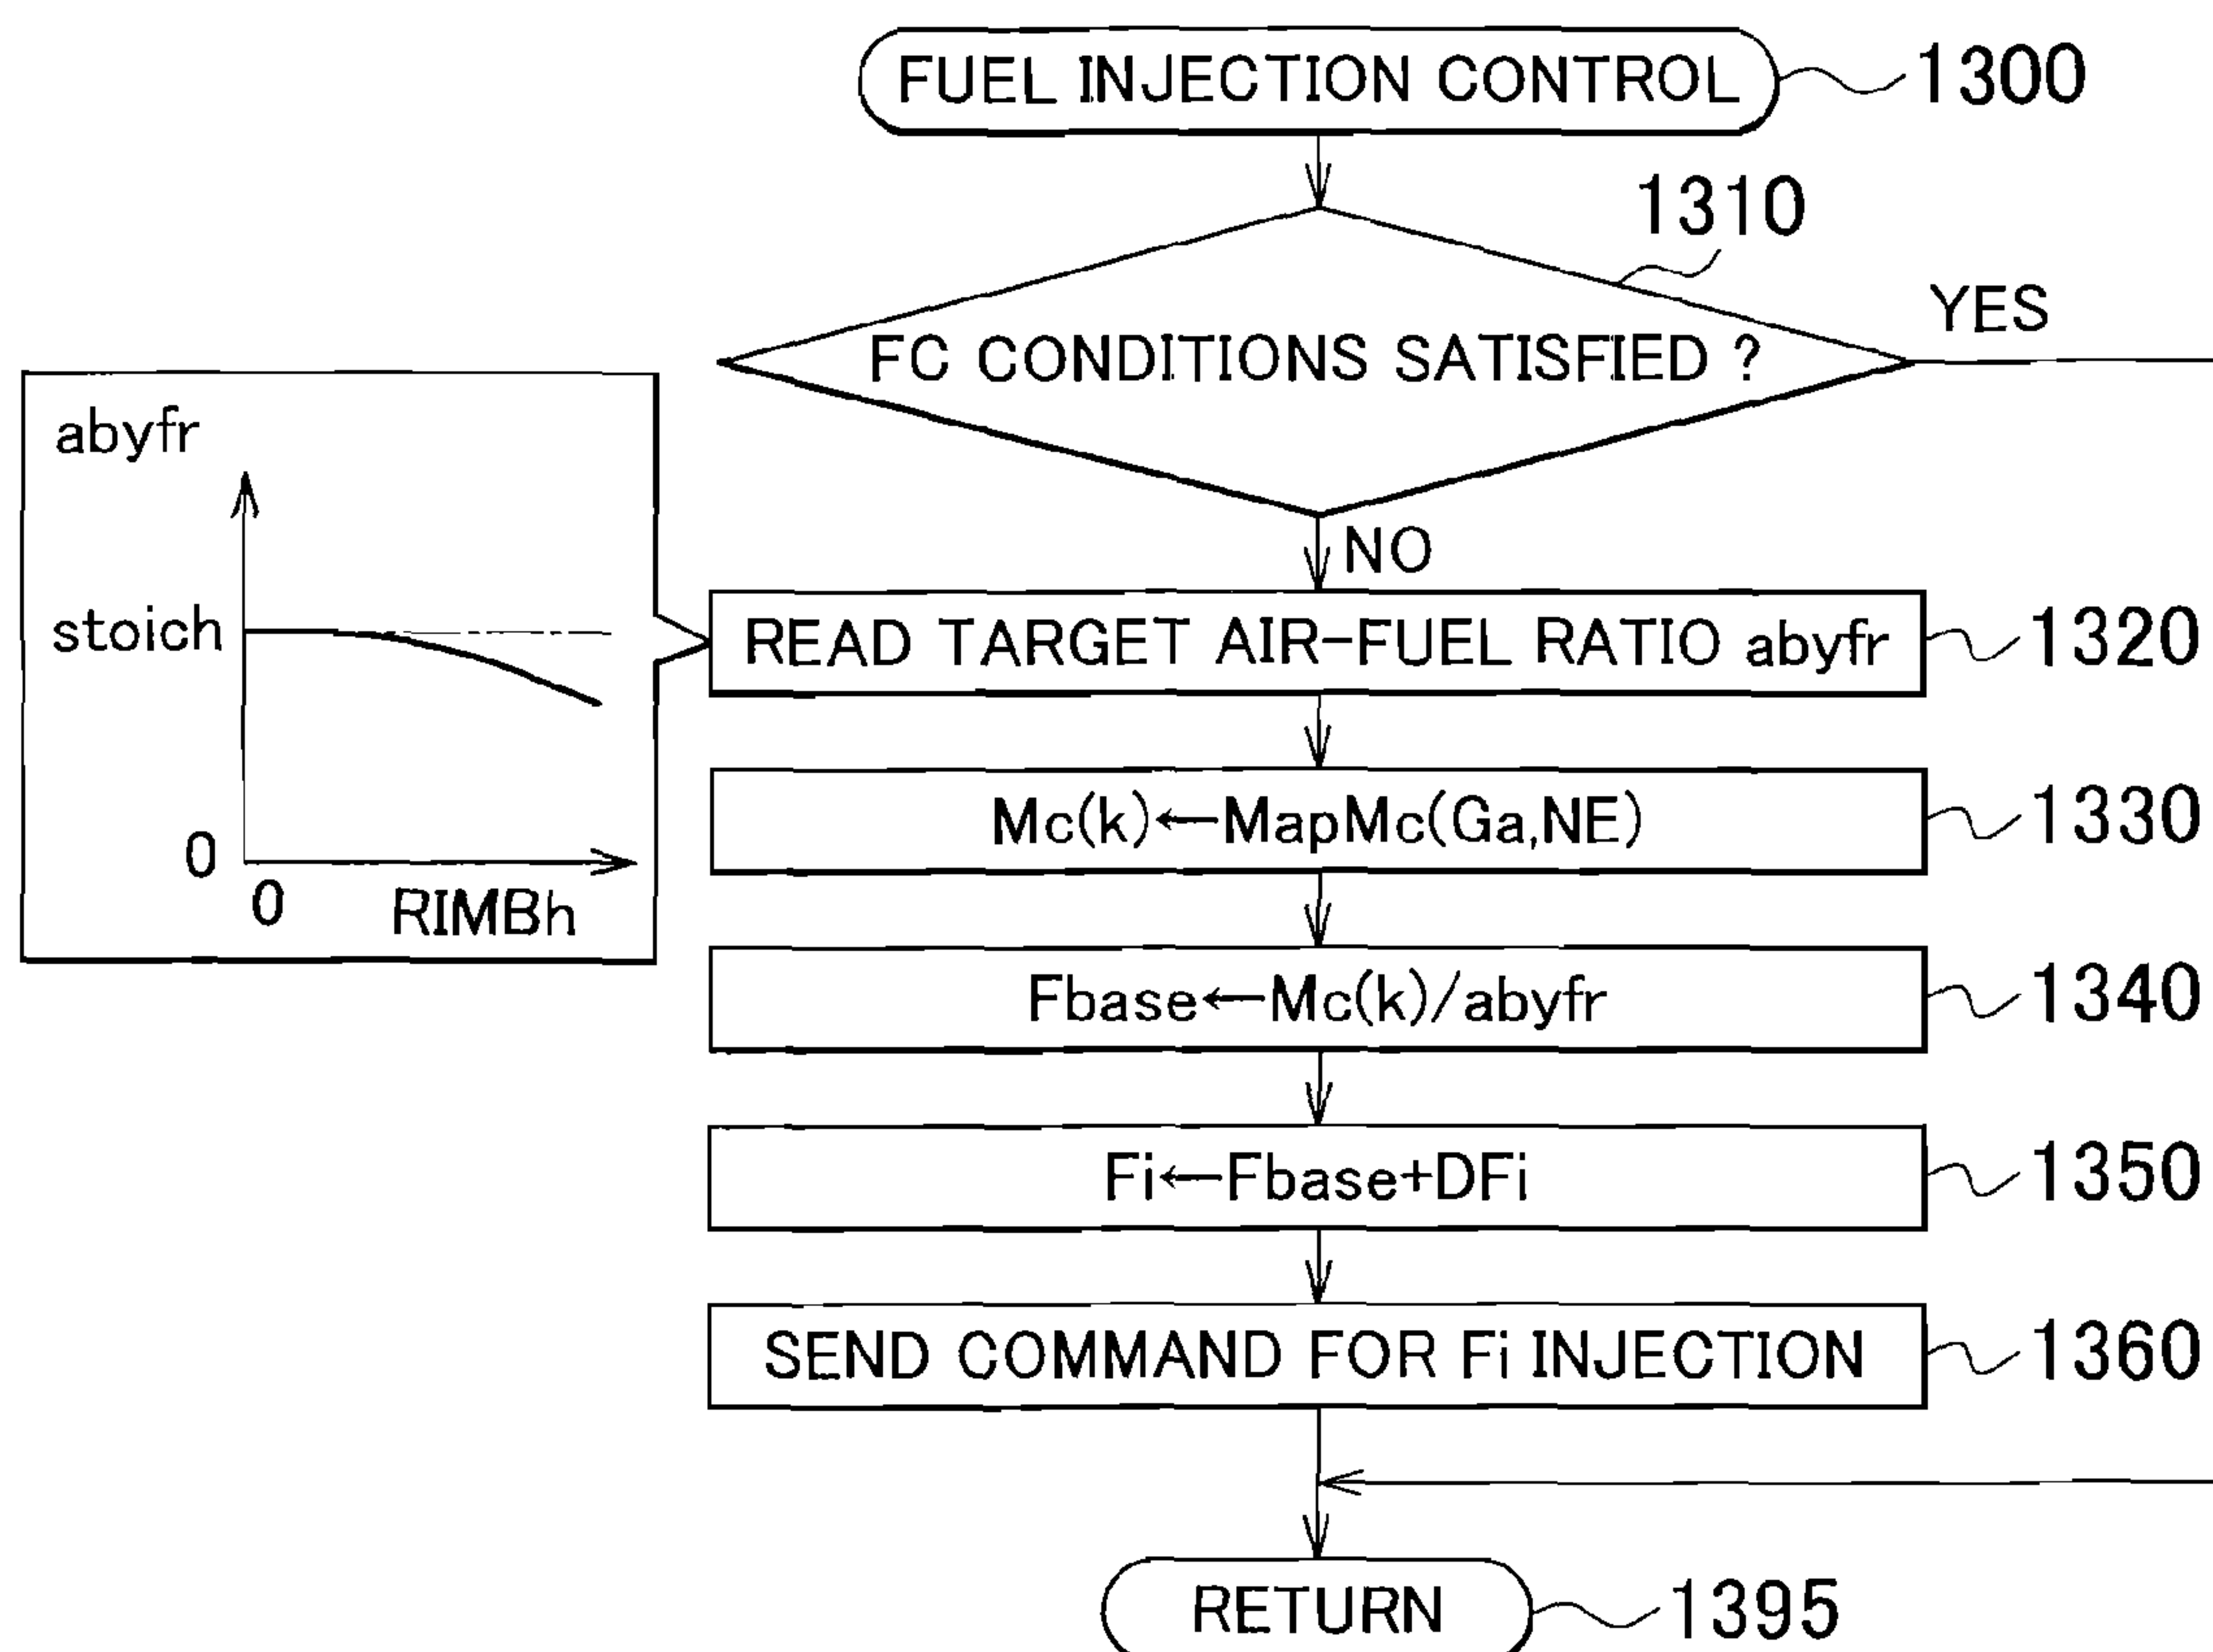 FUEL INJECTION CONTROL
1300
1310
FC CONDITIONS SATISFIED ?
YES
NO
abyfr
stoich
0
0
RIMBh
READ TARGET AIR-FUEL RATIO abyfr
1320
Mc(k)←MapMc(Ga,NE)
1330
Fbase←Mc(k)/abyfr
1340
Fi←Fbase+DFi
1350
SEND COMMAND FOR Fi INJECTION
1360
RETURN
1395